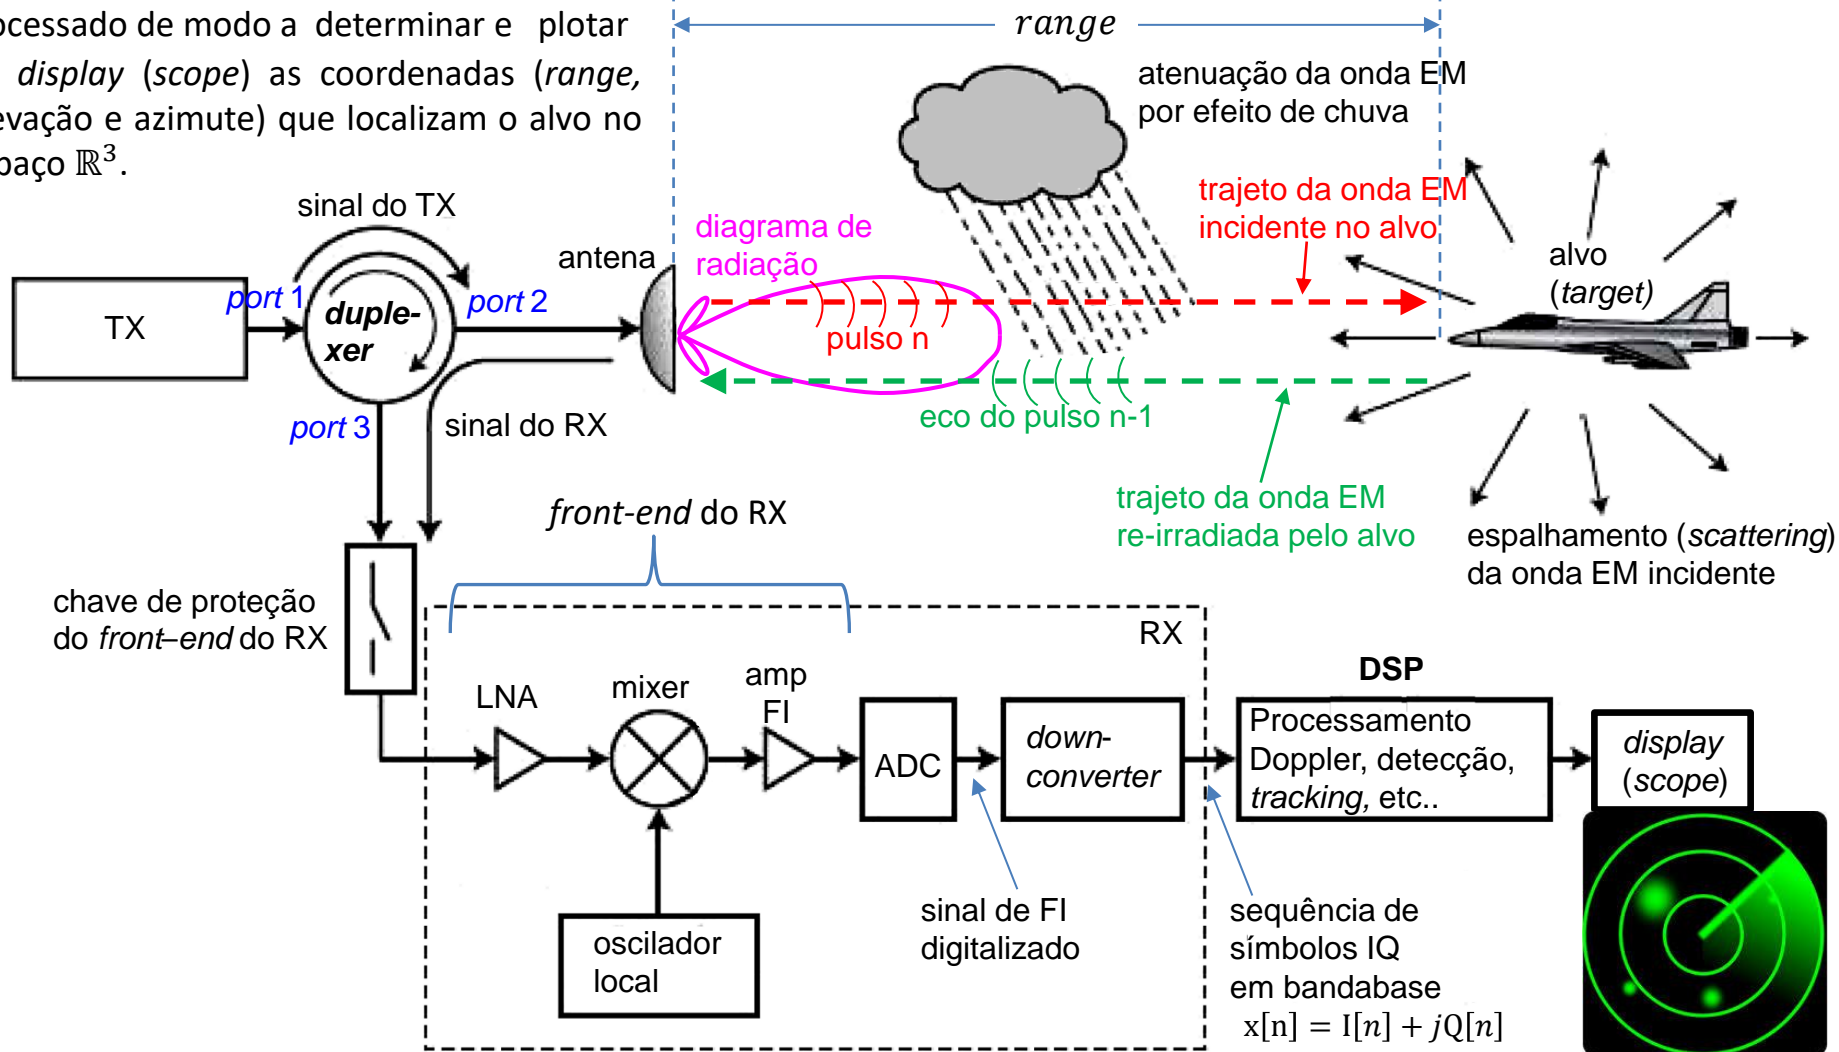 ocessado de modo a determinar e plotar
display (scope) as coordenadas (range,
evação e azimute) que localizam o alvo no
paço ℝ³.
range
atenuação da onda EM
por efeito de chuva
sinal do TX
antena
diagrama de
radiação
trajeto da onda EM
incidente no alvo
alvo
(target)
TX
port 1
duple-
xer
port 2
pulso n
port 3
sinal do RX
eco do pulso n-1
trajeto da onda EM
re-irradiada pelo alvo
espalhamento (scattering)
da onda EM incidente
front-end do RX
chave de proteção
do front–end do RX
RX
LNA
mixer
amp
FI
ADC
down-
converter
DSP
Processamento
Doppler, detecção,
tracking, etc..
display
(scope)
oscilador
local
sinal de FI
digitalizado
sequência de
símbolos IQ
em bandabase
x[n] = I[n] + jQ[n]